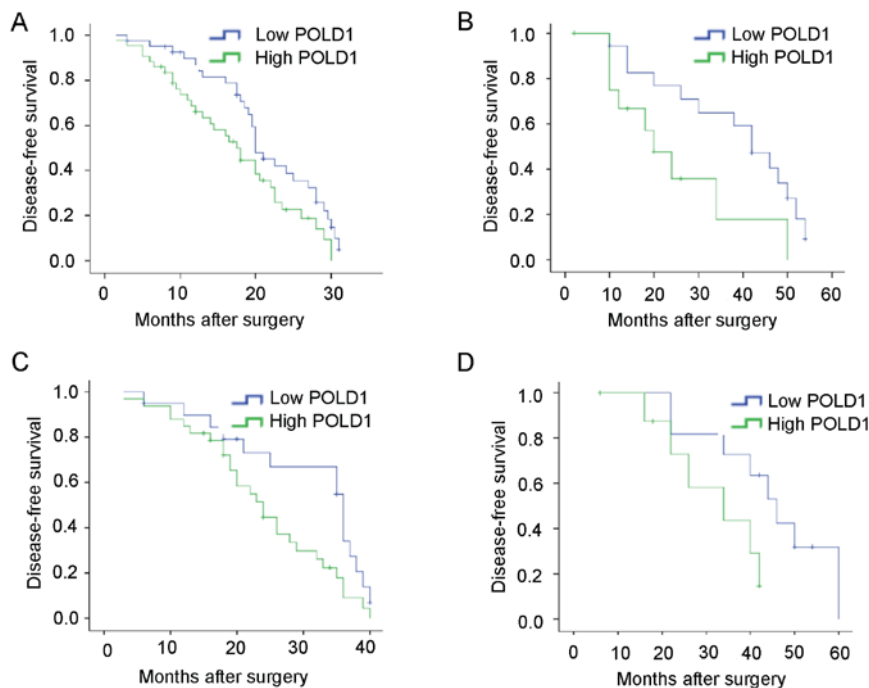 A
Low POLD1
High POLD1
Disease-free survival
1.0
0.8
0.6
0.4
0.2
0.0
0 10 20 30
Months after surgery
B
Low POLD1
High POLD1
Disease-free survival
1.0
0.8
0.6
0.4
0.2
0.0
0 10 20 30 40 50 60
Months after surgery
C
Low POLD1
High POLD1
Disease-free survival
1.0
0.8
0.6
0.4
0.2
0.0
0 10 20 30 40
Months after surgery
D
Low POLD1
High POLD1
Disease-free survival
1.0
0.8
0.6
0.4
0.2
0.0
0 10 20 30 40 50 60
Months after surgery